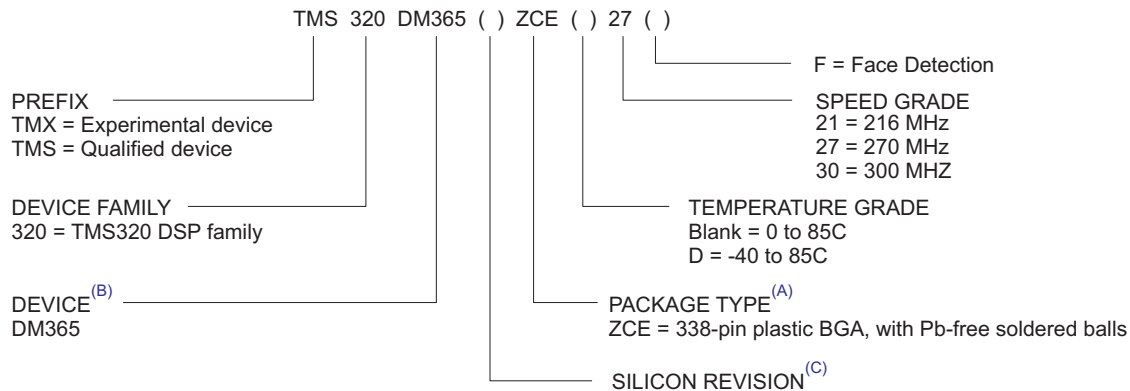 TMS 320 DM365 ( ) ZCE ( ) 27 ( )
F = Face Detection
PREFIX
TMX = Experimental device
TMS = Qualified device
SPEED GRADE
21 = 216 MHz
27 = 270 MHz
30 = 300 MHZ
DEVICE FAMILY
320 = TMS320 DSP family
TEMPERATURE GRADE
Blank = 0 to 85C
D = -40 to 85C
DEVICE(B)
DM365
PACKAGE TYPE(A)
ZCE = 338-pin plastic BGA, with Pb-free soldered balls
SILICON REVISION(C)